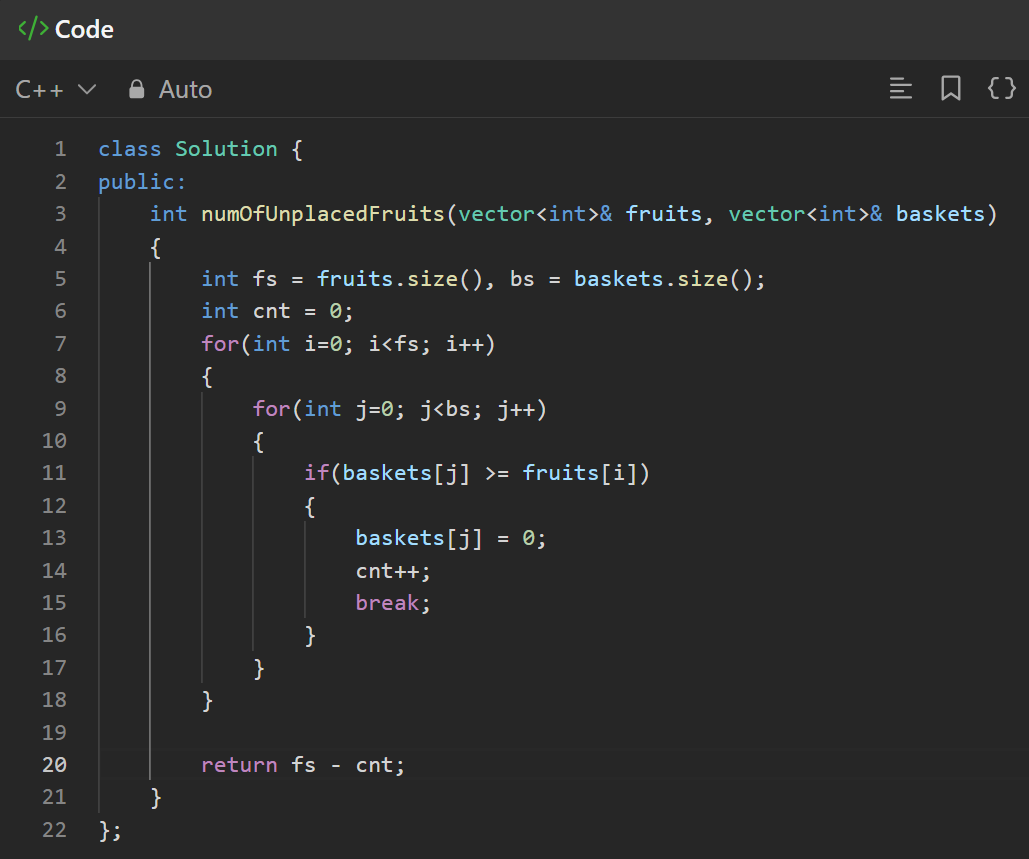 </> Code
C++ Auto
1 class Solution {
2 public:
3     int numOfUnplacedFruits(vector<int>& fruits, vector<int>& baskets)
4     {
5         int fs = fruits.size(), bs = baskets.size();
6         int cnt = 0;
7         for(int i=0; i<fs; i++)
8         {
9             for(int j=0; j<bs; j++)
10             {
11                 if(baskets[j] >= fruits[i])
12                 {
13                     baskets[j] = 0;
14                     cnt++;
15                     break;
16                 }
17             }
18         }
19
20         return fs - cnt;
21     }
22 };